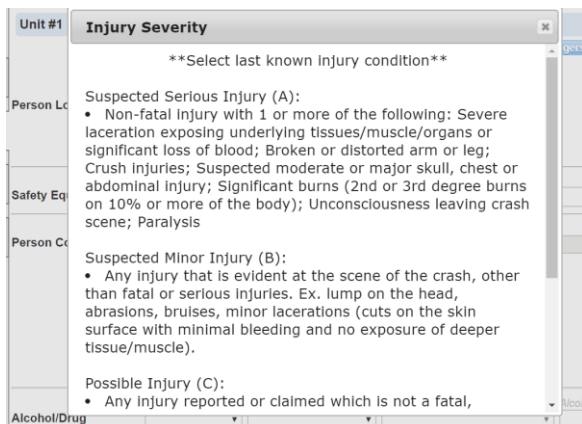 Unit #1
Injury Severity
gers
**Select last known injury condition**
Suspected Serious Injury (A):
• Non-fatal injury with 1 or more of the following: Severe
laceration exposing underlying tissues/muscle/organs or
significant loss of blood; Broken or distorted arm or leg;
Crush injuries; Suspected moderate or major skull, chest or
abdominal injury; Significant burns (2nd or 3rd degree burns
on 10% or more of the body); Unconsciousness leaving crash
scene; Paralysis
Person Lo
Safety Eq
Person Co
Suspected Minor Injury (B):
• Any injury that is evident at the scene of the crash, other
than fatal or serious injuries. Ex. lump on the head,
abrasions, bruises, minor lacerations (cuts on the skin
surface with minimal bleeding and no exposure of deeper
tissue/muscle).
Possible Injury (C):
• Any injury reported or claimed which is not a fatal,
Alco
Alcohol/Drug